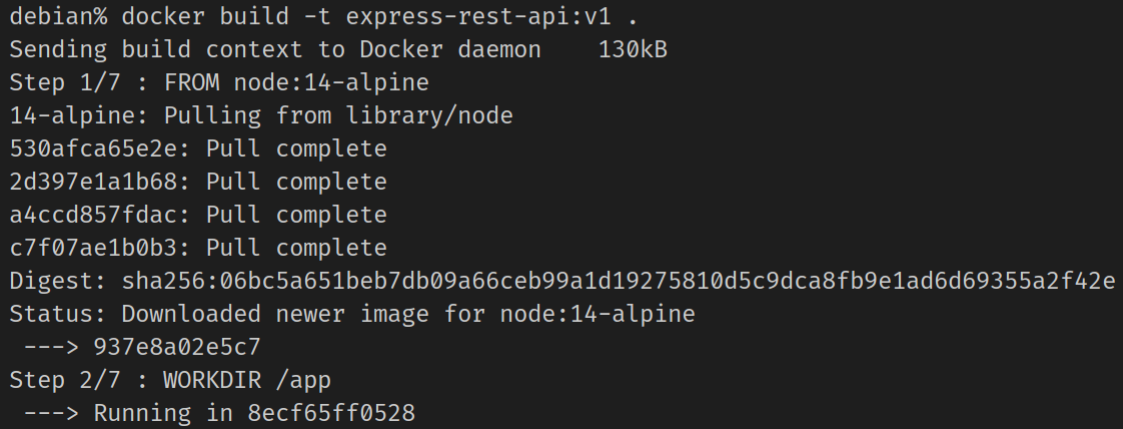 debian% docker build -t express-rest-api:v1 .
Sending build context to Docker daemon    130kB
Step 1/7 : FROM node:14-alpine
14-alpine: Pulling from library/node
530afca65e2e: Pull complete
2d397e1a1b68: Pull complete
a4ccd857fdac: Pull complete
c7f07ae1b0b3: Pull complete
Digest: sha256:06bc5a651beb7db09a66ceb99a1d19275810d5c9dca8fb9e1ad6d69355a2f42e
Status: Downloaded newer image for node:14-alpine
 ---> 937e8a02e5c7
Step 2/7 : WORKDIR /app
 ---> Running in 8ecf65ff0528